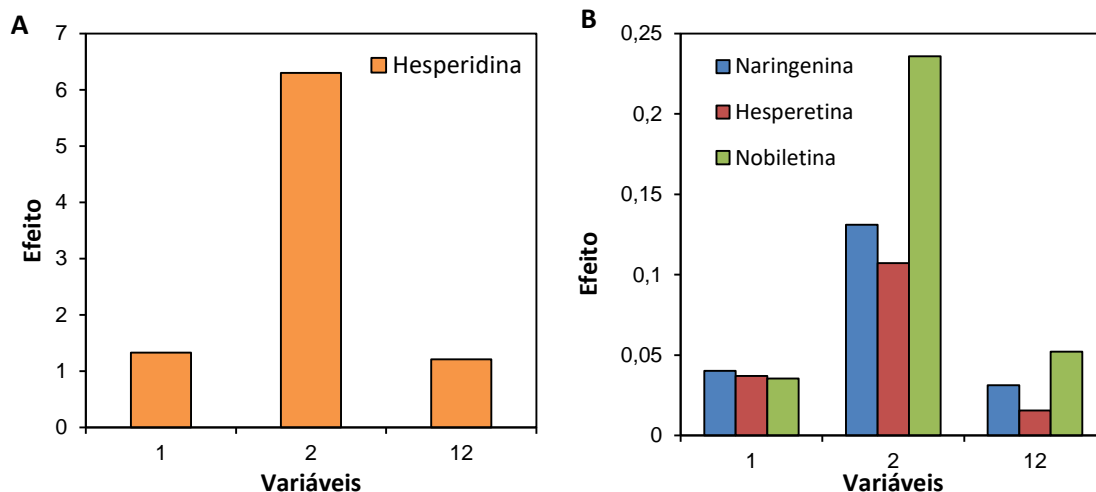 A
7
6
5
4
3
2
1
0
Efeito
Hesperidina
1 2 12
Variáveis
B
0,25
0,2
0,15
0,1
0,05
0
Efeito
Naringenina
Hesperetina
Nobiletina
1 2 12
Variáveis